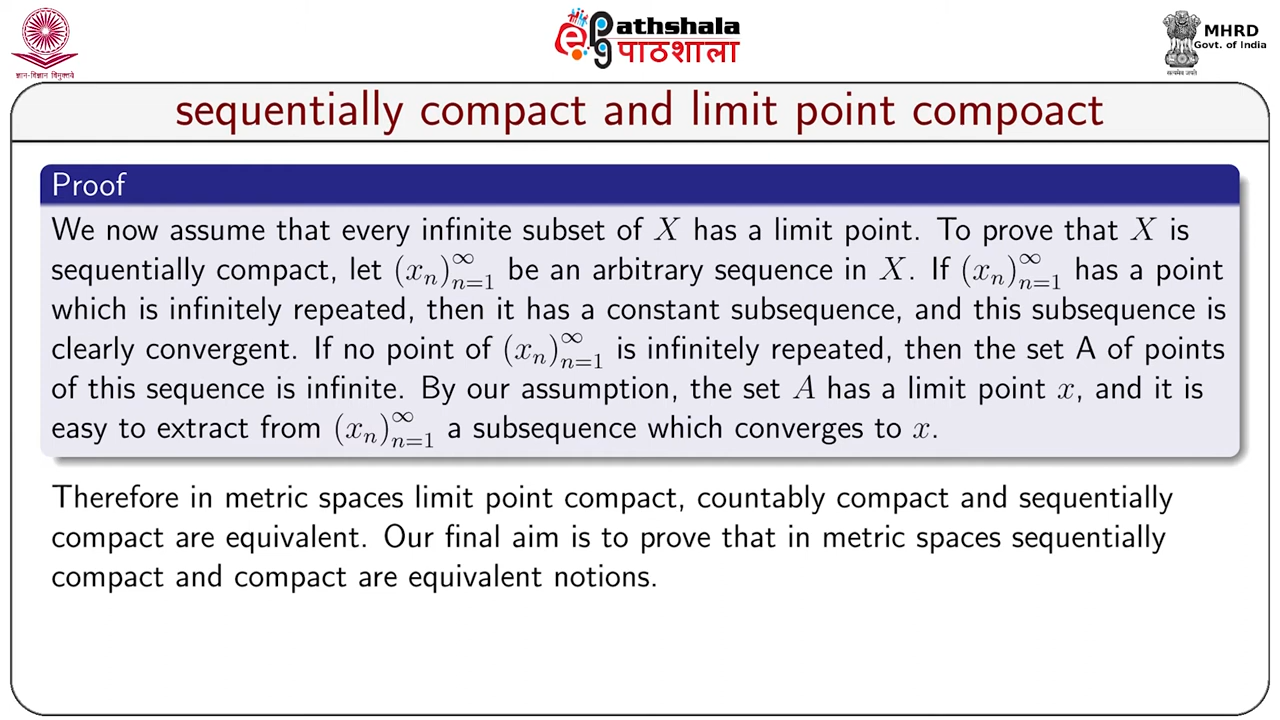 ज्ञान-विज्ञान विमुक्तये
ePathshala
पाठशाला
MHRD
Govt. of India
सत्यमेव जयते
sequentially compact and limit point compoact
Proof
We now assume that every infinite subset of X has a limit point. To prove that X is
sequentially compact, let (x_n)_{n=1}^∞ be an arbitrary sequence in X. If (x_n)_{n=1}^∞ has a point
which is infinitely repeated, then it has a constant subsequence, and this subsequence is
clearly convergent. If no point of (x_n)_{n=1}^∞ is infinitely repeated, then the set A of points
of this sequence is infinite. By our assumption, the set A has a limit point x, and it is
easy to extract from (x_n)_{n=1}^∞ a subsequence which converges to x.
Therefore in metric spaces limit point compact, countably compact and sequentially
compact are equivalent. Our final aim is to prove that in metric spaces sequentially
compact and compact are equivalent notions.